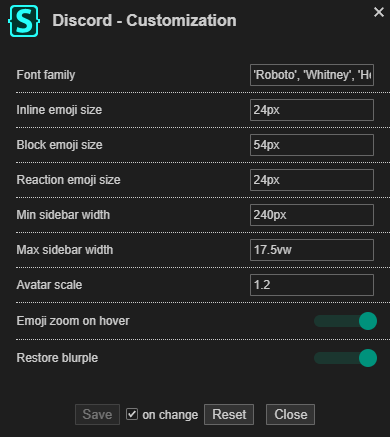 S
Discord - Customization
×
Font family 'Roboto', 'Whitney', 'He
Inline emoji size 24px
Block emoji size 54px
Reaction emoji size 24px
Min sidebar width 240px
Max sidebar width 17.5vw
Avatar scale 1.2
Emoji zoom on hover
Restore blurple
Save on change Reset Close